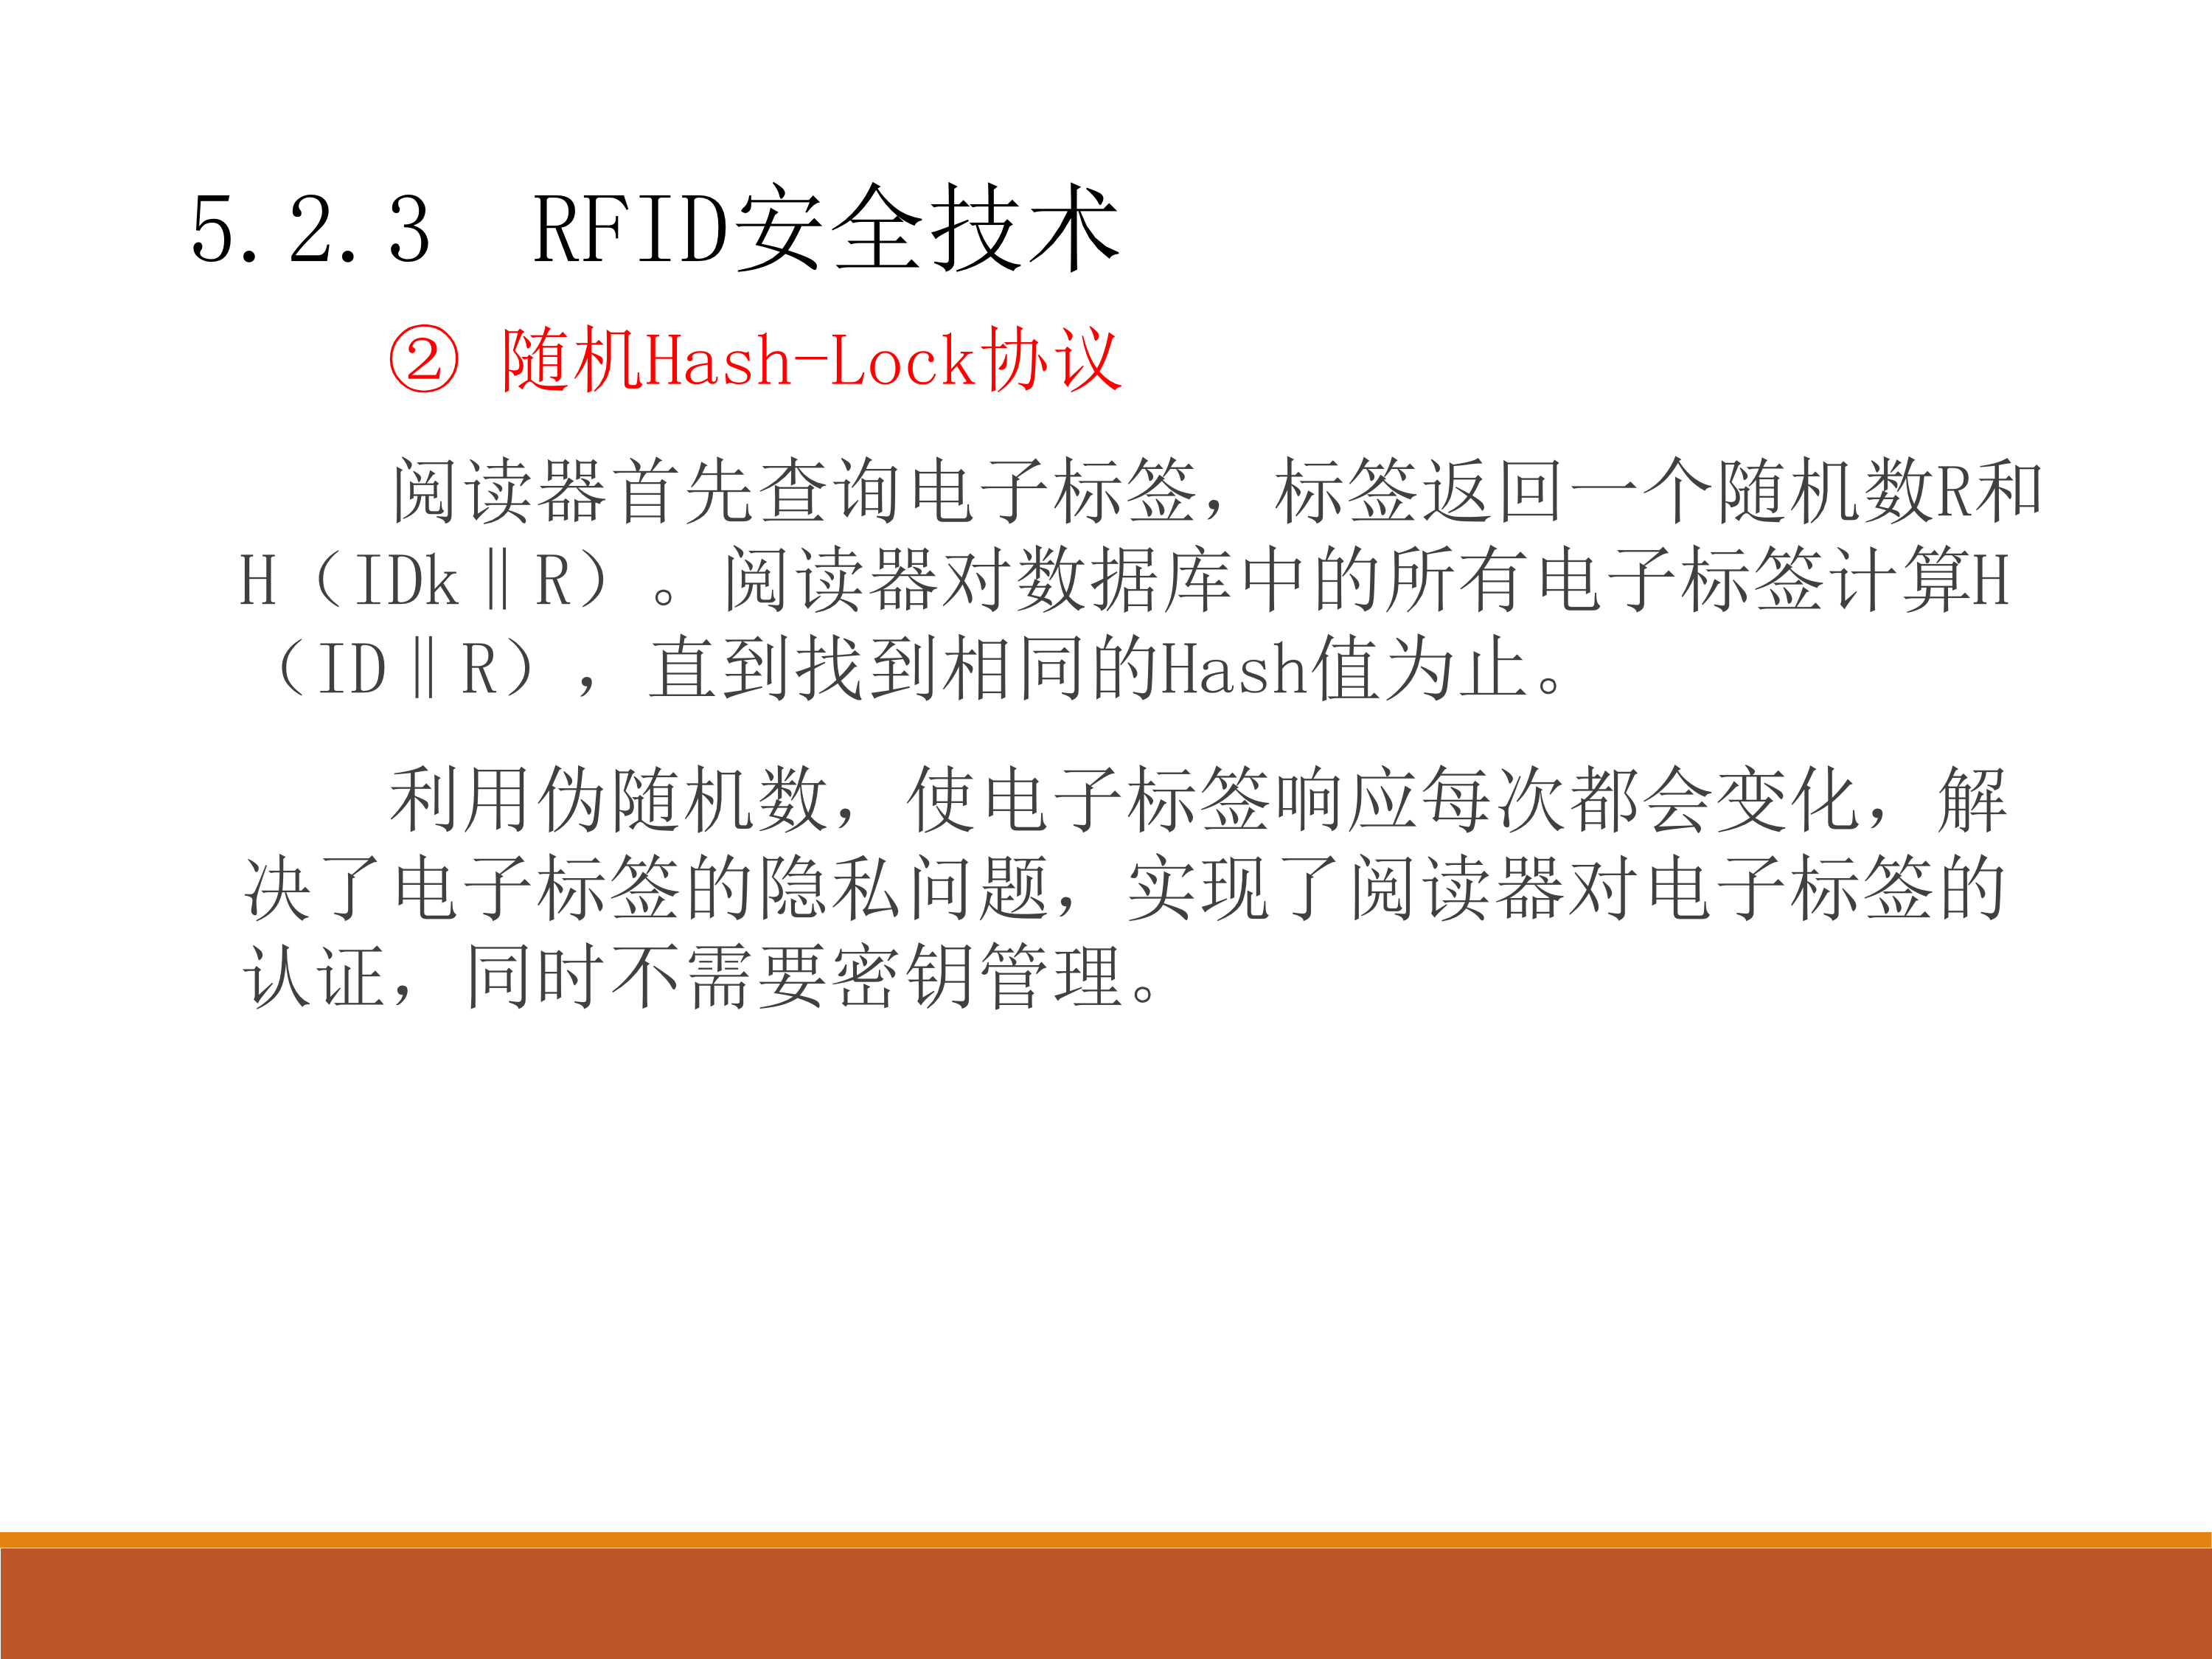 5.2.3 RFID安全技术
② 随机Hash-Lock协议
阅读器首先查询电子标签，标签返回一个随机数R和
H（IDk‖R）。阅读器对数据库中的所有电子标签计算H
（ID‖R），直到找到相同的Hash值为止。
利用伪随机数，使电子标签响应每次都会变化，解
决了电子标签的隐私问题，实现了阅读器对电子标签的
认证，同时不需要密钥管理。